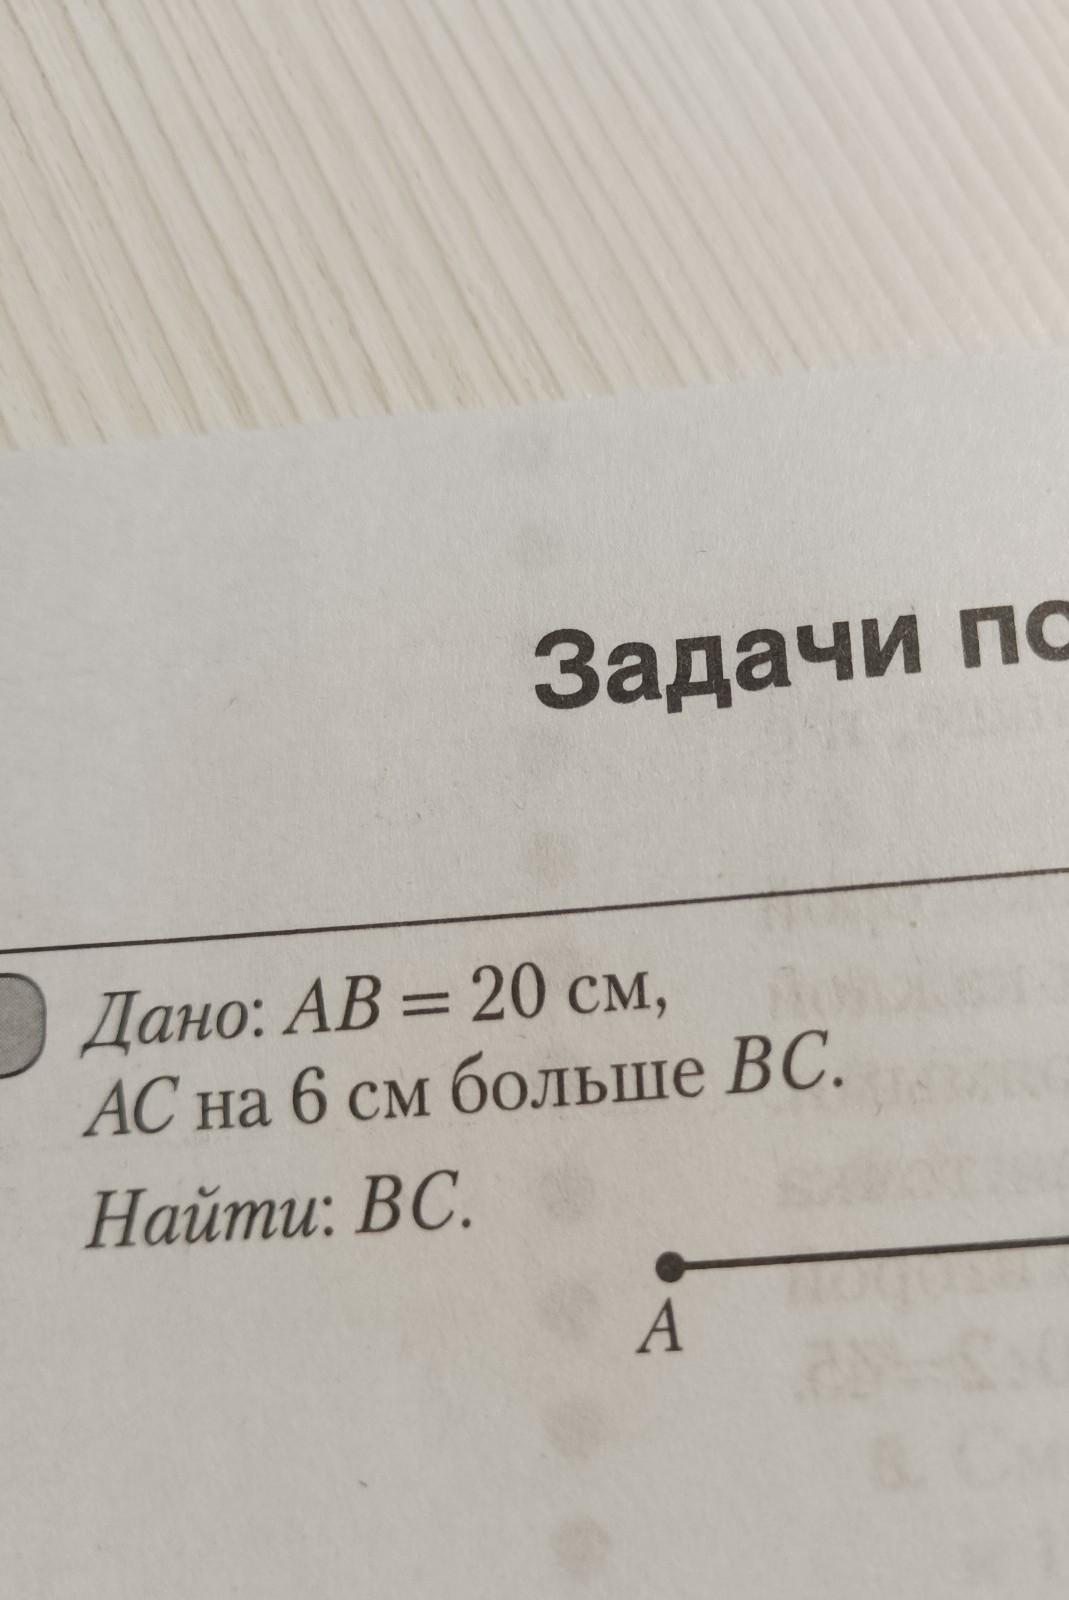 Задачи по
Дано: AB = 20 см,
AC на 6 см больше BC.
Найти: BC.
A